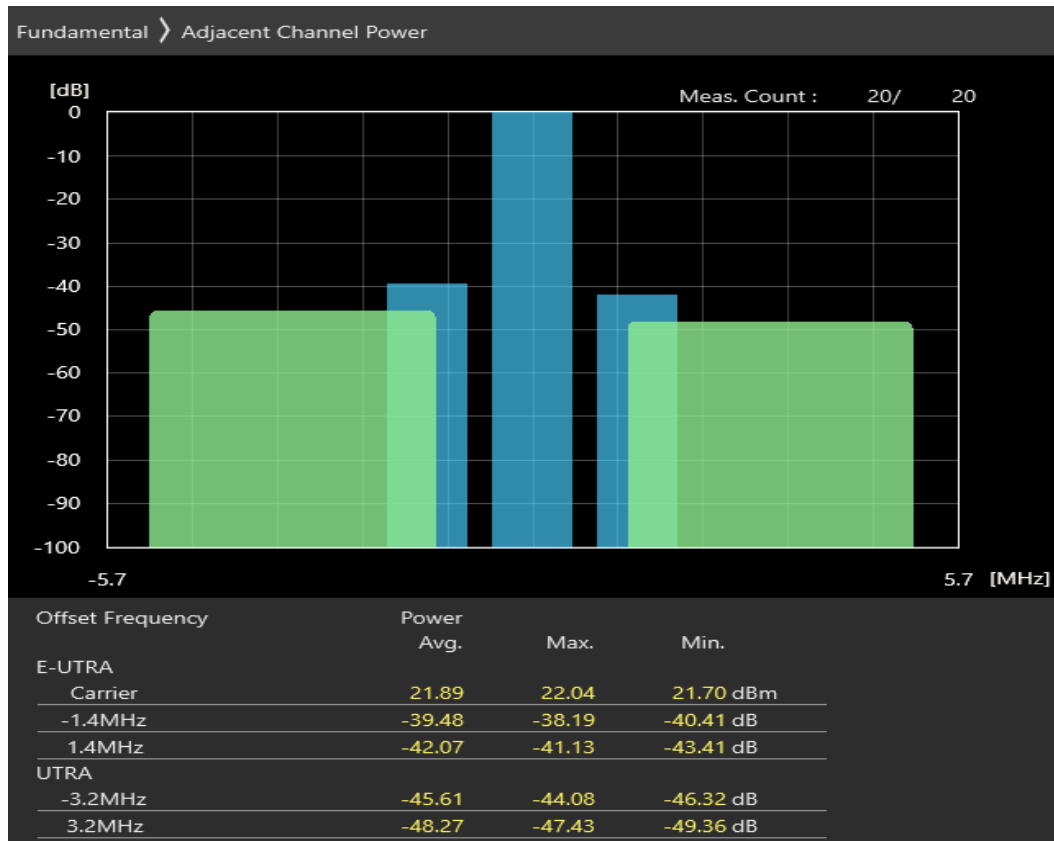 Fundamental 〉 Adjacent Channel Power
[dB]
Meas. Count : 20/ 20
0
-10
-20
-30
-40
-50
-60
-70
-80
-90
-100
-5.7 5.7 [MHz]
Offset Frequency Power
Avg. Max. Min.
E-UTRA
Carrier 21.89 22.04 21.70 dBm
-1.4MHz -39.48 -38.19 -40.41 dB
1.4MHz -42.07 -41.13 -43.41 dB
UTRA
-3.2MHz -45.61 -44.08 -46.32 dB
3.2MHz -48.27 -47.43 -49.36 dB